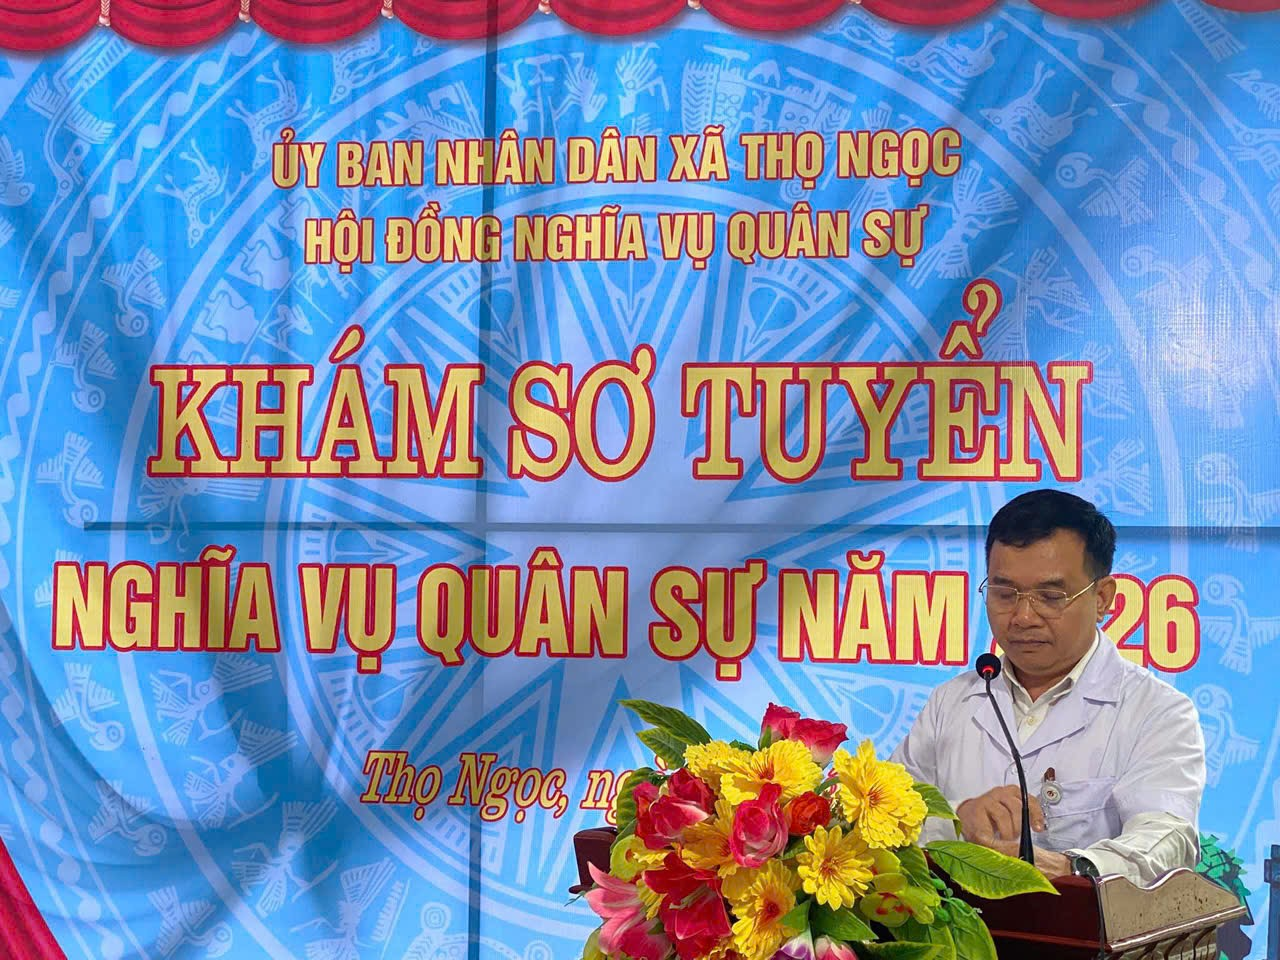 ỦY BAN NHÂN DÂN XÃ THỌ NGỌC
HỘI ĐỒNG NGHĨA VỤ QUÂN SỰ
KHÁM SƠ TUYỂN
NGHĨA VỤ QUÂN SỰ NĂM 26
Thọ Ngọc,